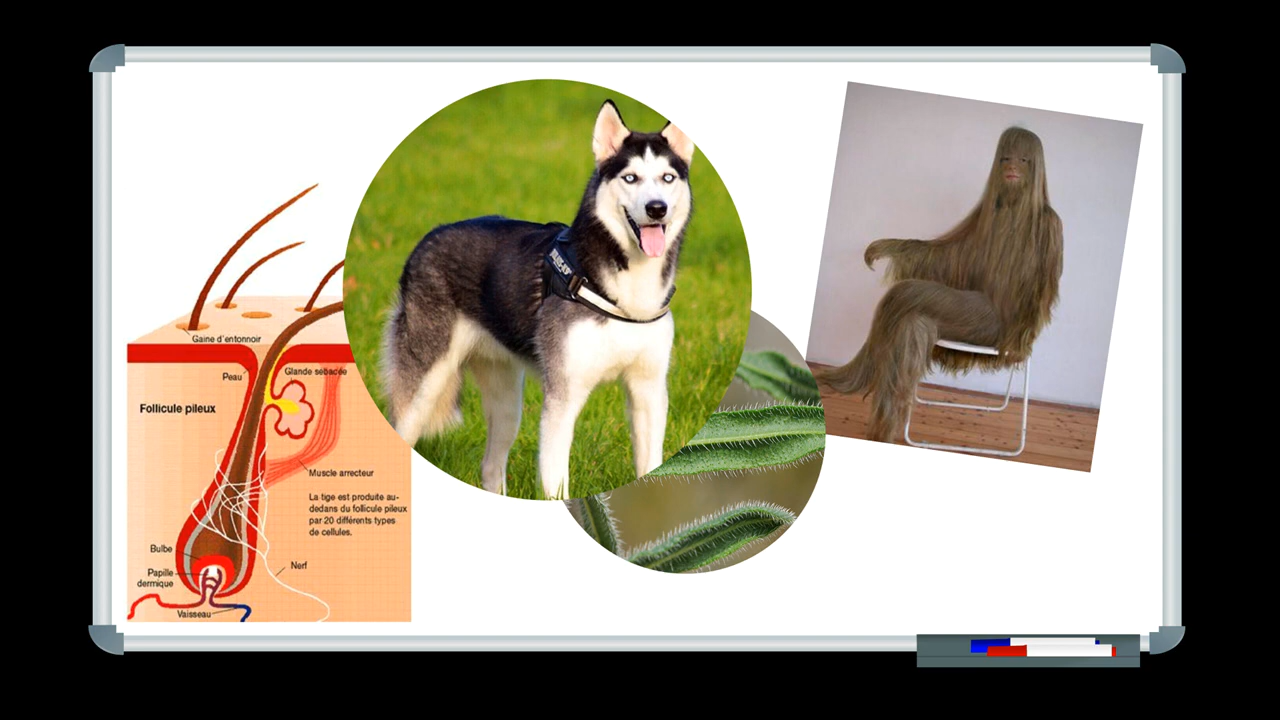 Gaine d'entonnoir
Peau
Glande sébacée
Follicule pileux
Muscle arrecteur
La tige est produite au-
dedans du follicule pileux
par 20 différents types
de cellules.
Bulbe
Nerf
Papille
dermique
Vaisseau